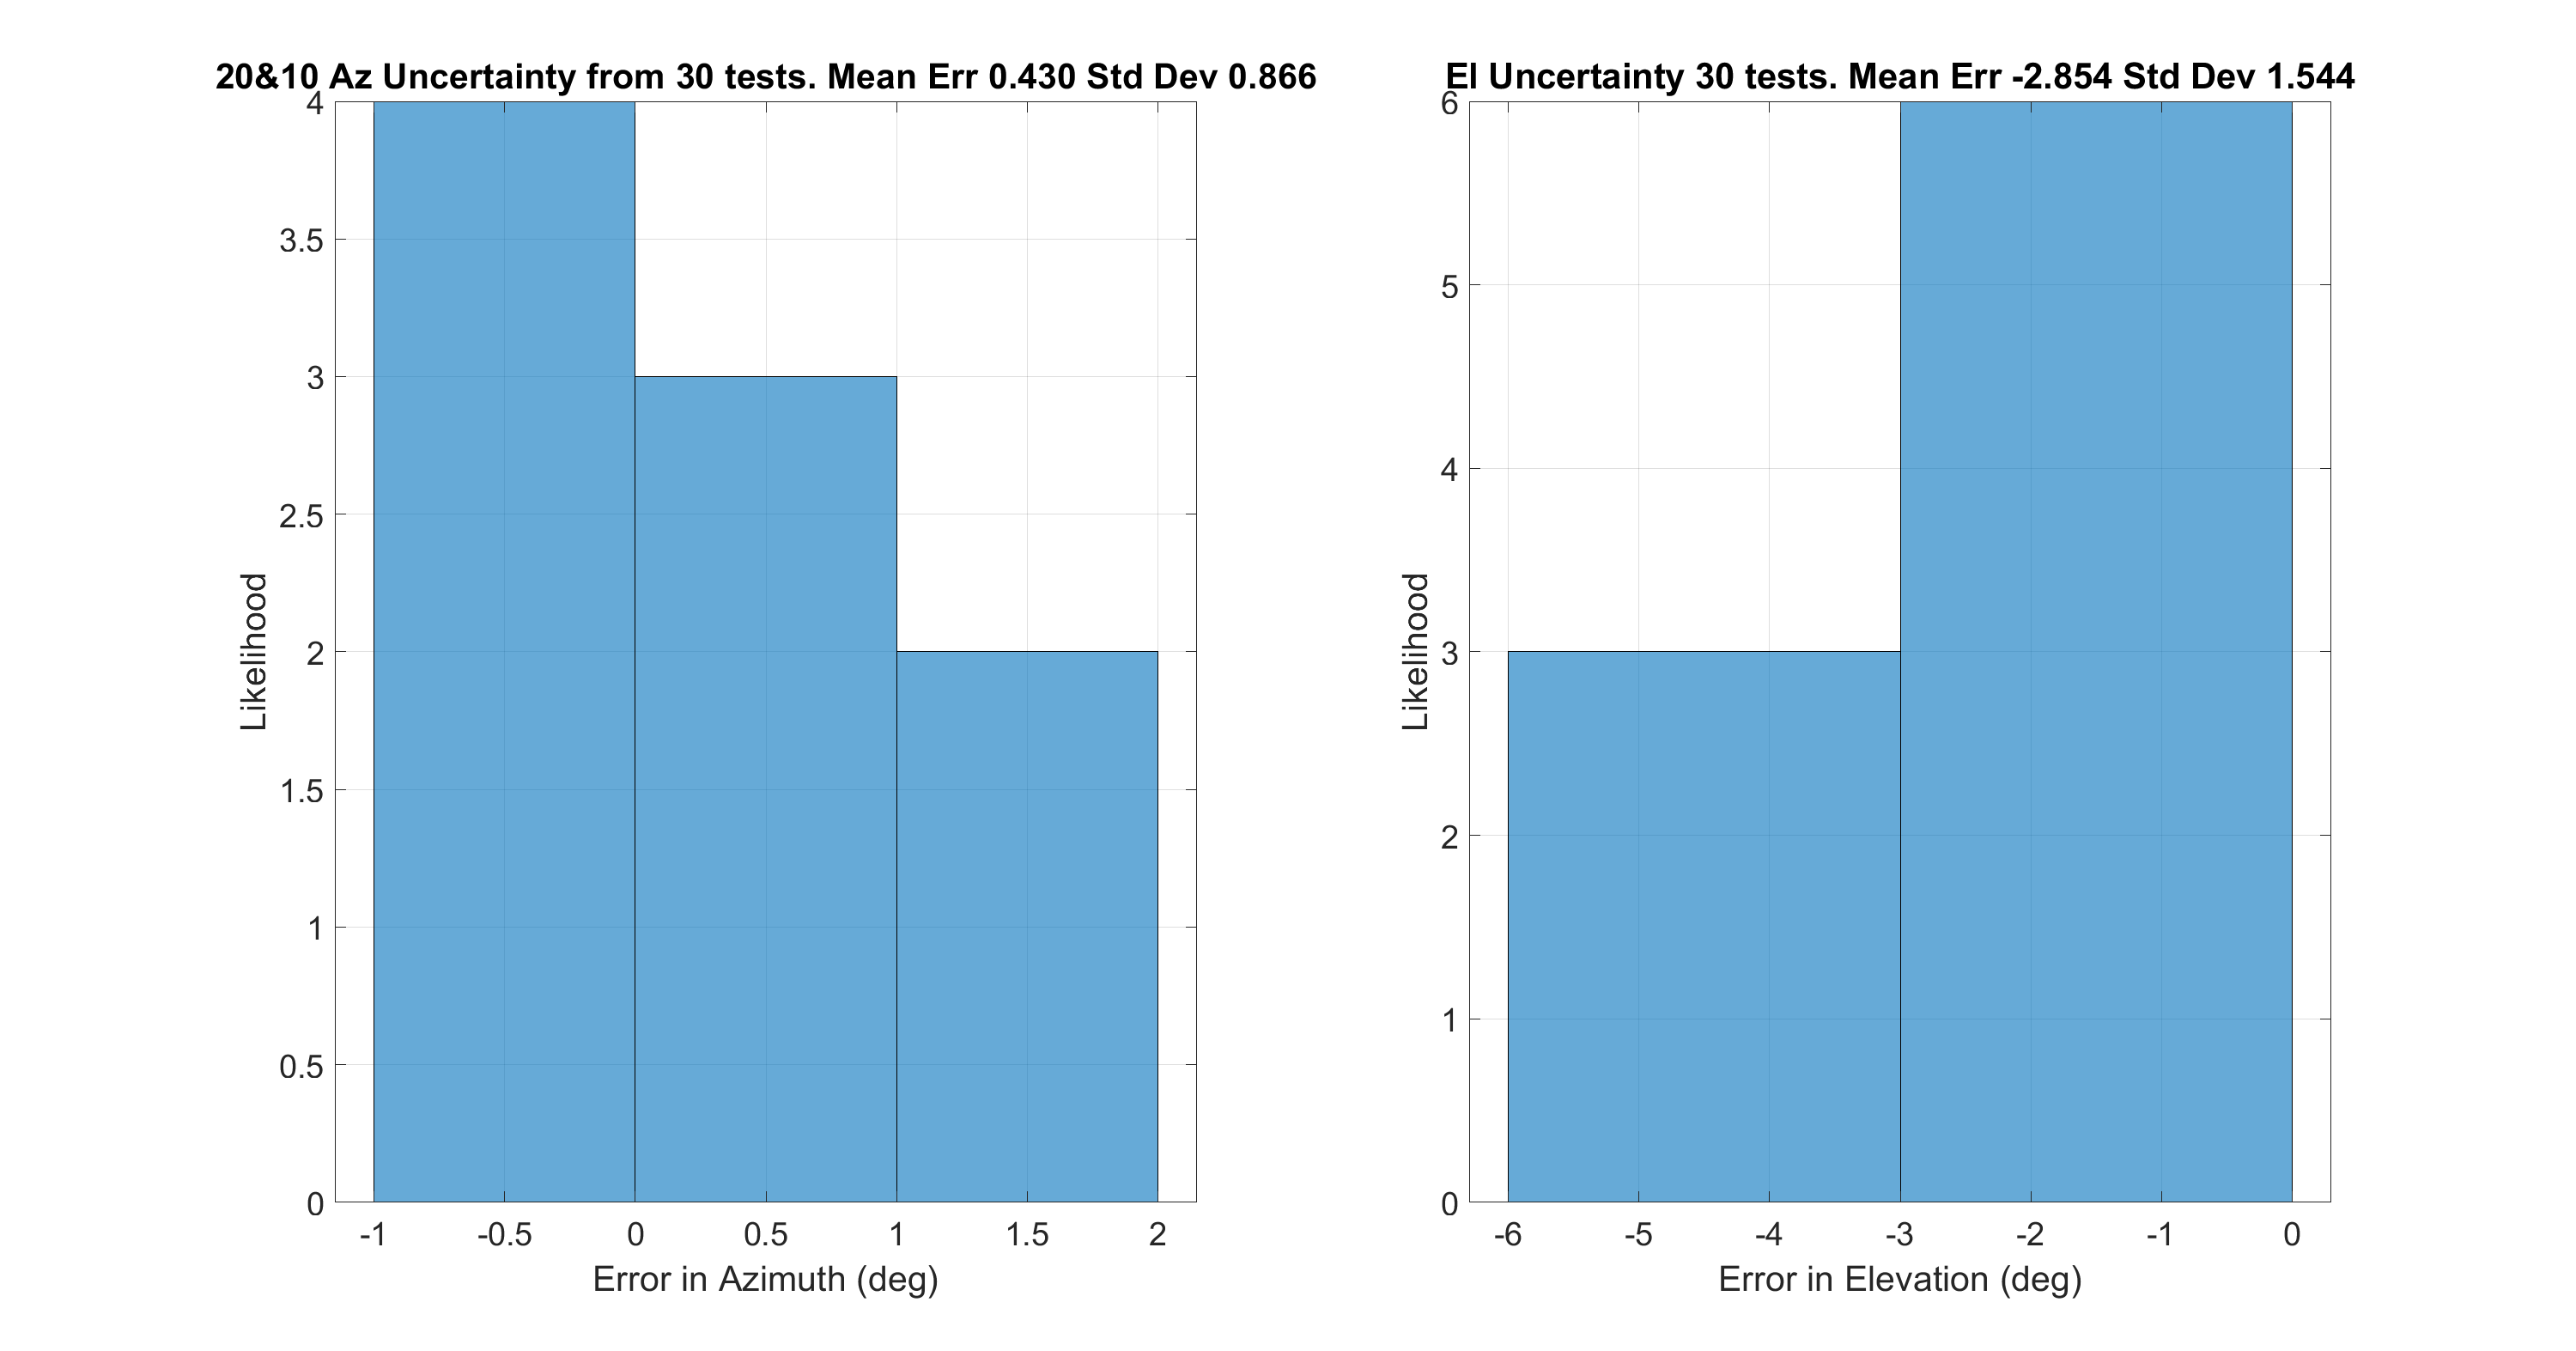 20&10 Az Uncertainty from 30 tests. Mean Err 0.430 Std Dev 0.866
4
3.5
3
2.5
2
1.5
1
0.5
0
Likelihood
-1 -0.5 0 0.5 1 1.5 2
Error in Azimuth (deg)
El Uncertainty 30 tests. Mean Err -2.854 Std Dev 1.544
6
5
4
3
2
1
0
Likelihood
-6 -5 -4 -3 -2 -1 0
Error in Elevation (deg)